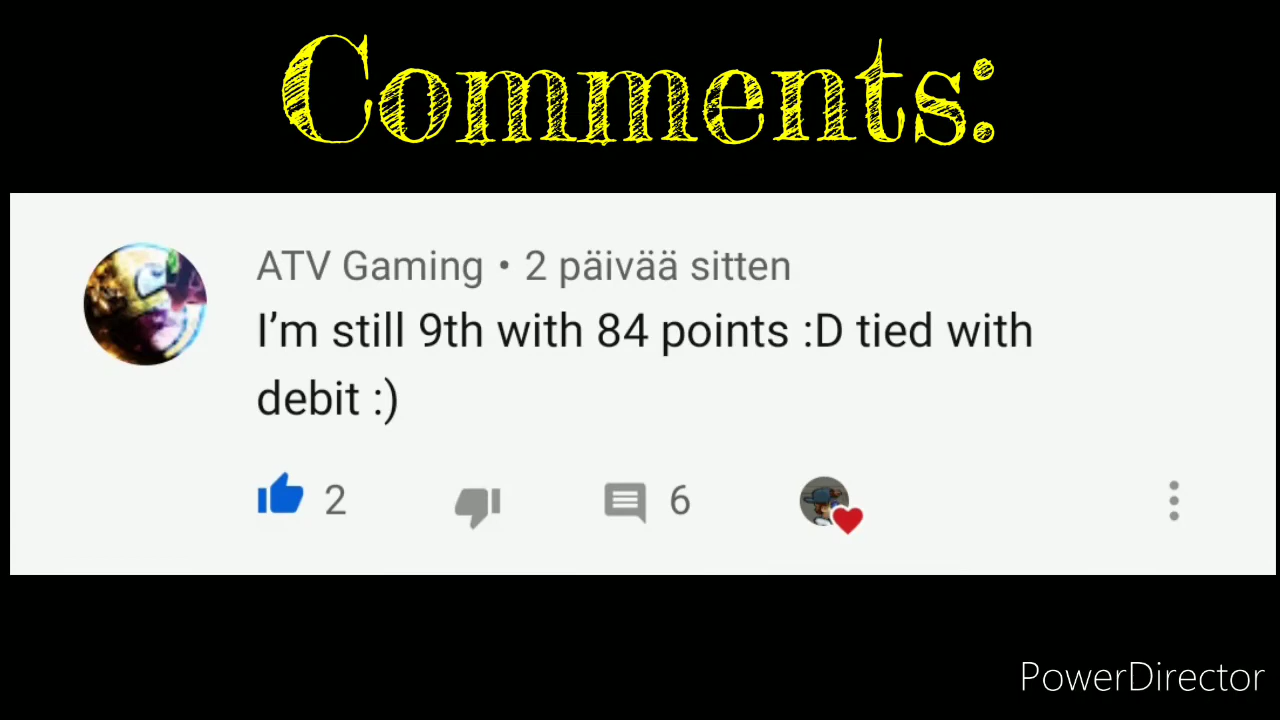 Comments:
ATV Gaming • 2 päivää sitten
I’m still 9th with 84 points :D tied with
debit :)
2
6
PowerDirector